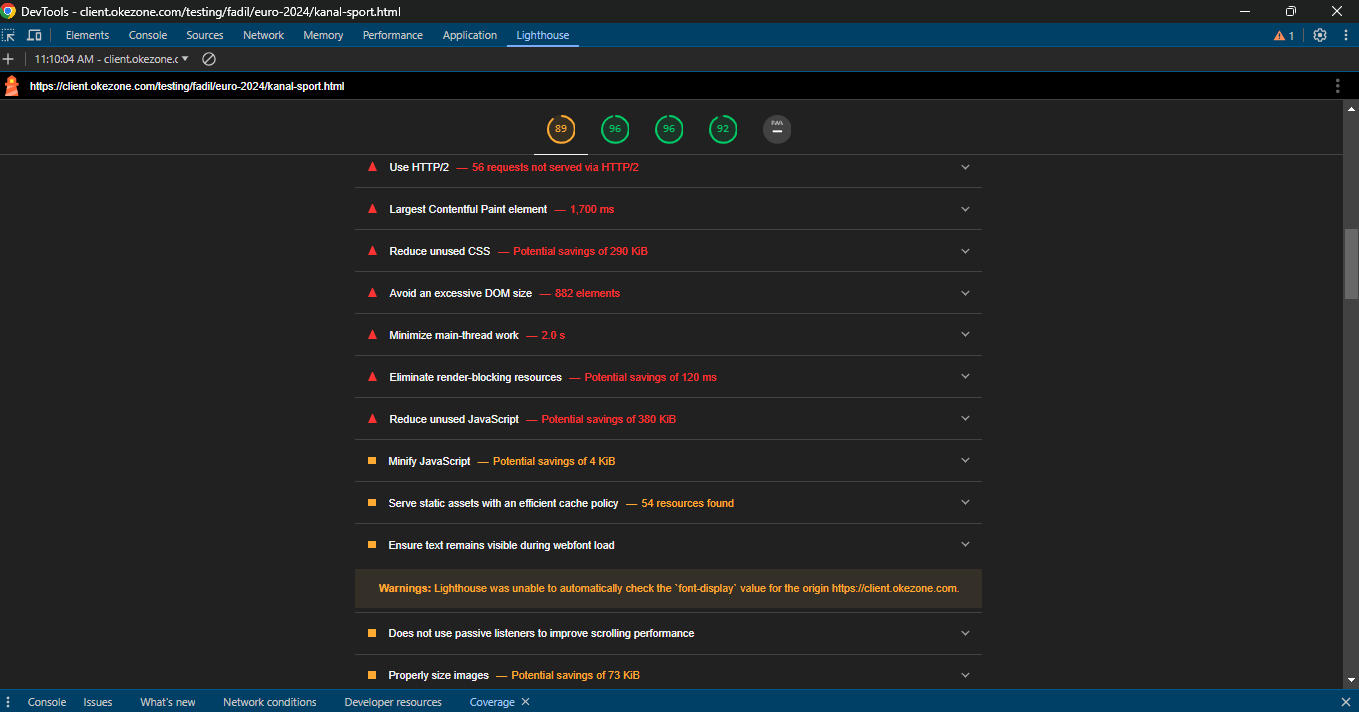 DevTools - client.okezone.com/testing/fadil/euro-2024/kanal-sport.html
Elements Console Sources Network Memory Performance Application Lighthouse 1
11:10:04 AM - client.okezone.c
https://client.okezone.com/testing/fadil/euro-2024/kanal-sport.html
89 96 96 92 PWA
Use HTTP/2 — 56 requests not served via HTTP/2
Largest Contentful Paint element — 1,700 ms
Reduce unused CSS — Potential savings of 290 KiB
Avoid an excessive DOM size — 882 elements
Minimize main-thread work — 2.0 s
Eliminate render-blocking resources — Potential savings of 120 ms
Reduce unused JavaScript — Potential savings of 380 KiB
Minify JavaScript — Potential savings of 4 KiB
Serve static assets with an efficient cache policy — 54 resources found
Ensure text remains visible during webfont load
Warnings: Lighthouse was unable to automatically check the `font-display` value for the origin https://client.okezone.com.
Does not use passive listeners to improve scrolling performance
Properly size images — Potential savings of 73 KiB
Console Issues What's new Network conditions Developer resources Coverage